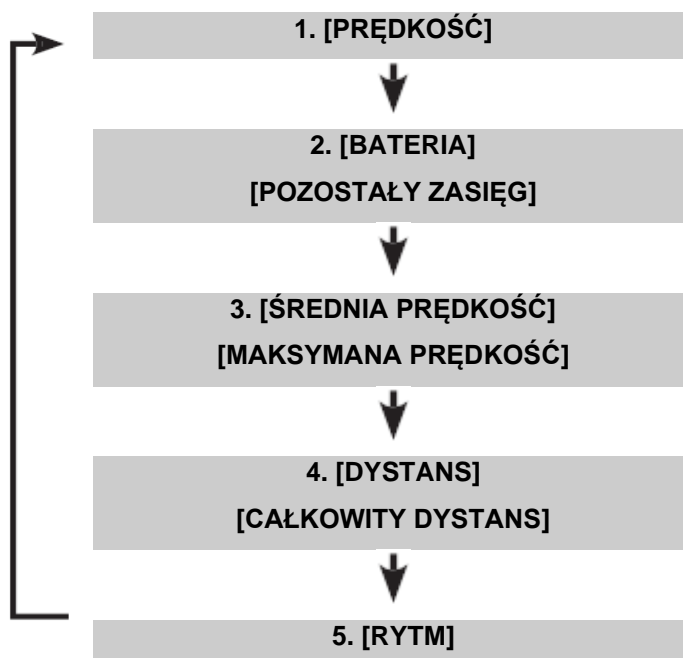 1. [PRĘDKOŚĆ]
2. [BATERIA]
[POZOSTAŁY ZASIĘG]
3. [ŚREDNIA PRĘDKOŚĆ]
[MAKSYMANA PRĘDKOŚĆ]
4. [DYSTANS]
[CAŁKOWITY DYSTANS]
5. [RYTM]